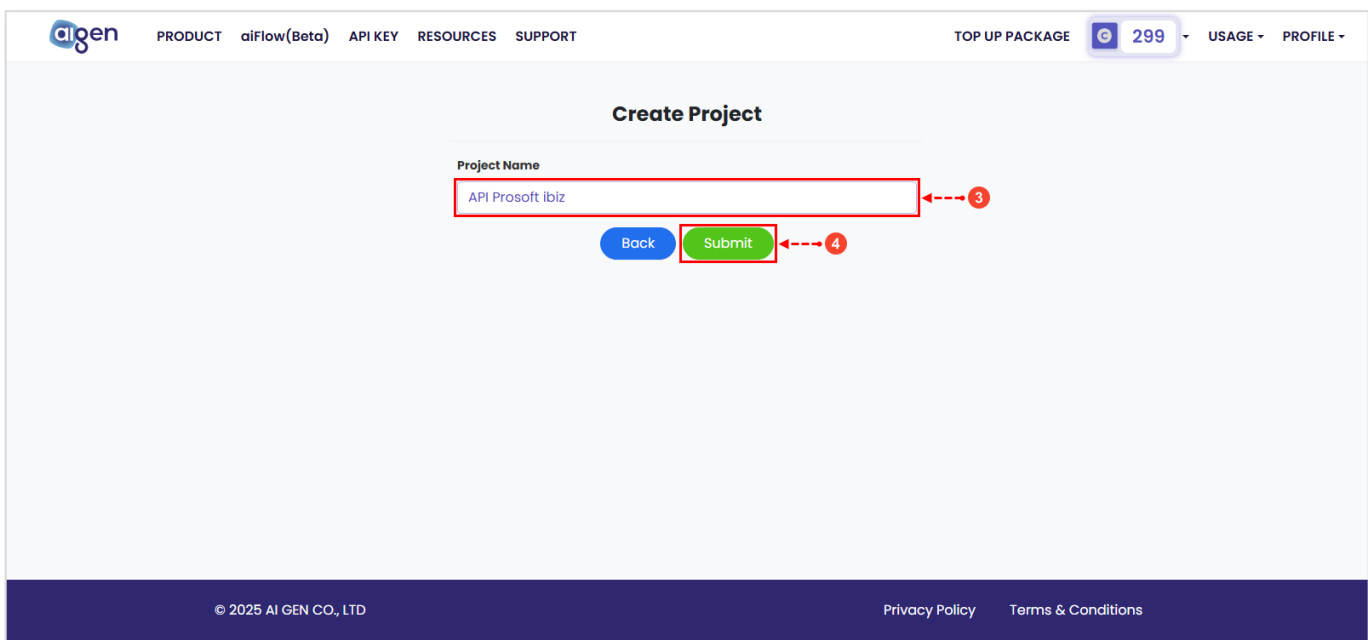 aigen PRODUCT aiFlow(Beta) API KEY RESOURCES SUPPORT TOP UP PACKAGE C 299 USAGE PROFILE
Create Project
Project Name
API Prosoft ibiz
3
Back Submit
4
© 2025 AI GEN CO., LTD Privacy Policy Terms & Conditions